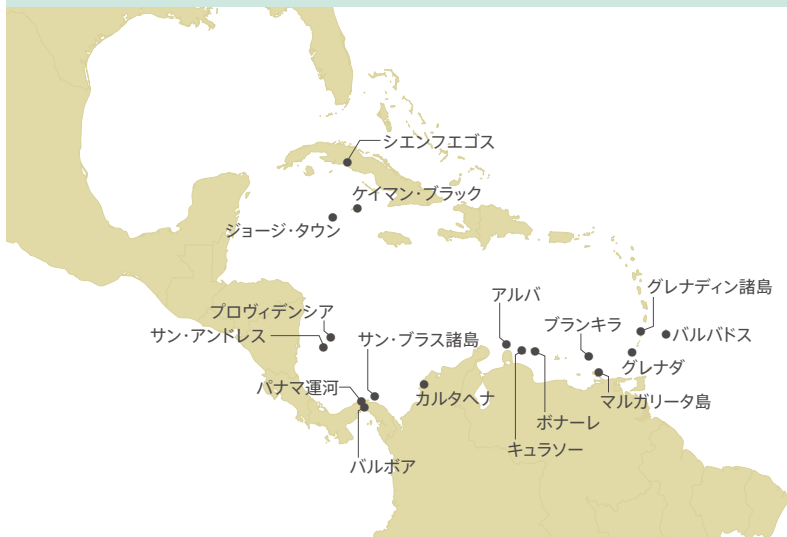 シエンフエゴス
ケイマン・ブラック
ジョージ・タウン
グレナディン諸島
アルバ
プロヴィデンシア
ブランキラ
サン・アンドレス
サン・ブラス諸島
バルバドス
グレナダ
パナマ運河
カルタヘナ
マルガリータ島
ボナーレ
キュラソー
バルボア